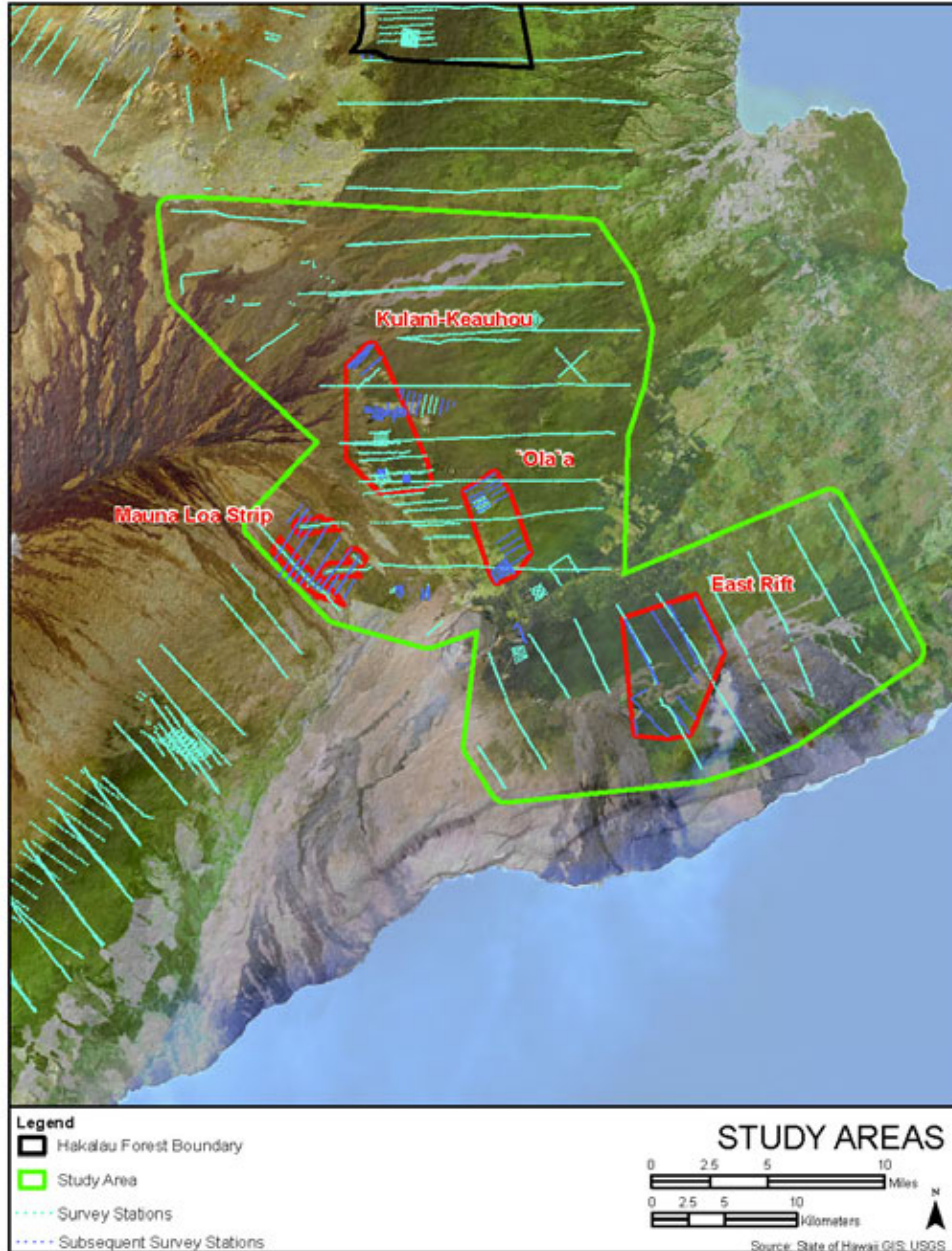 Kulani-Keauhou
`Ola`a
Mauna Loa Strip
East Rift
Legend
Hakalau Forest Boundary
Study Area
Survey Stations
Subsequent Survey Stations
STUDY AREAS
0 2.5 5 10
Miles
0 2.5 5 10
Kilometers
N
Source: State of Hawaii GIS; USGS